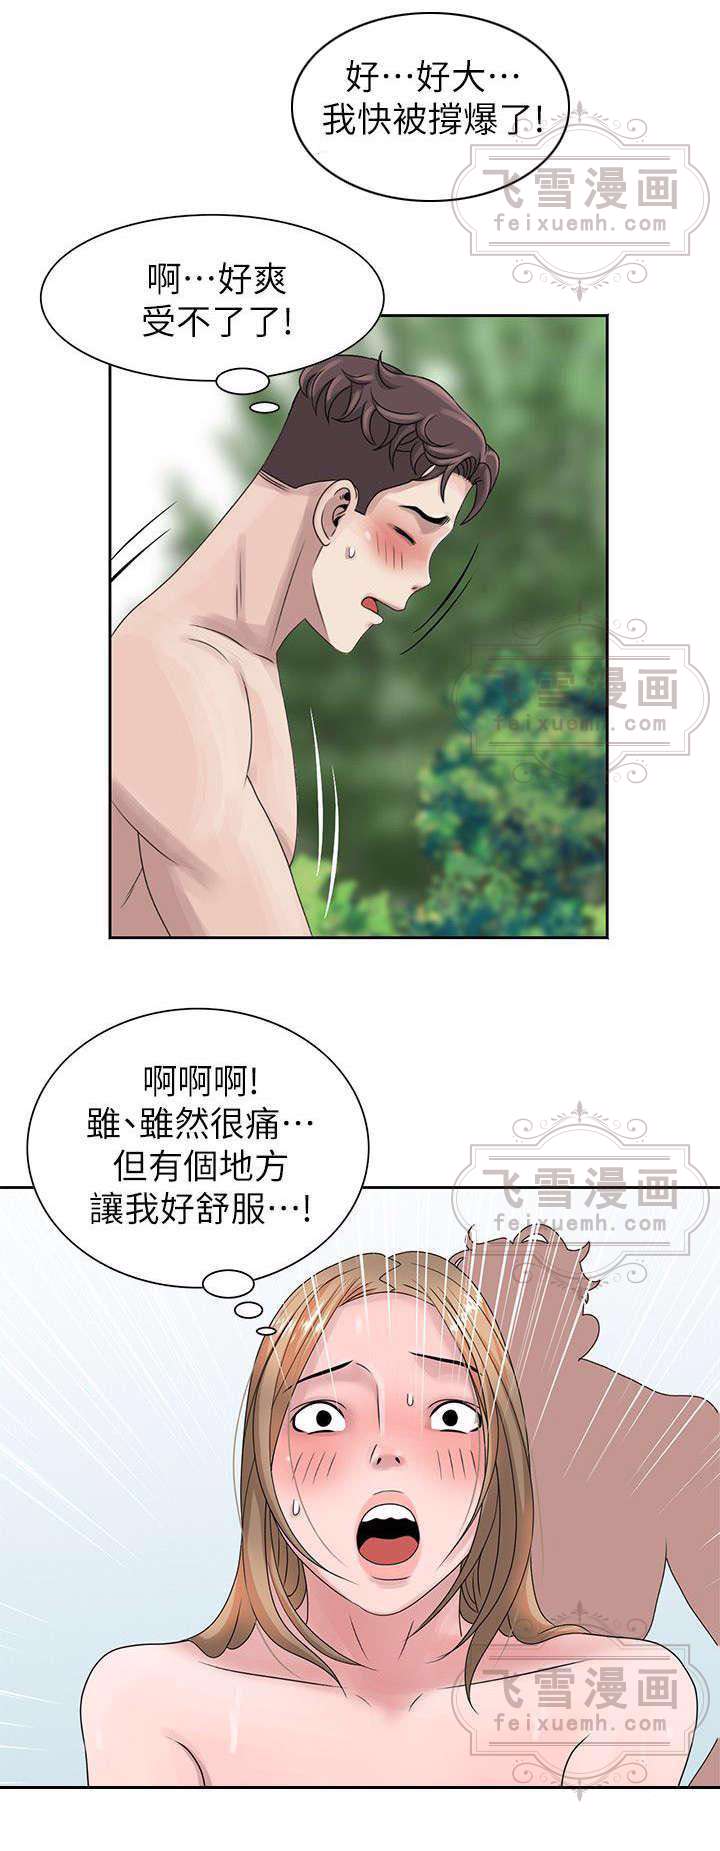 好⋯好大⋯
我快被撐爆了!
飞雪漫画
feixuemh.com
啊⋯好爽
受不了了!
飞雪漫画
feixuemh.com
啊啊啊!
雖、雖然很痛⋯
但有個地方
讓我好舒服⋯!
飞雪漫画
feixuemh.com
飞雪漫画
feixuemh.com